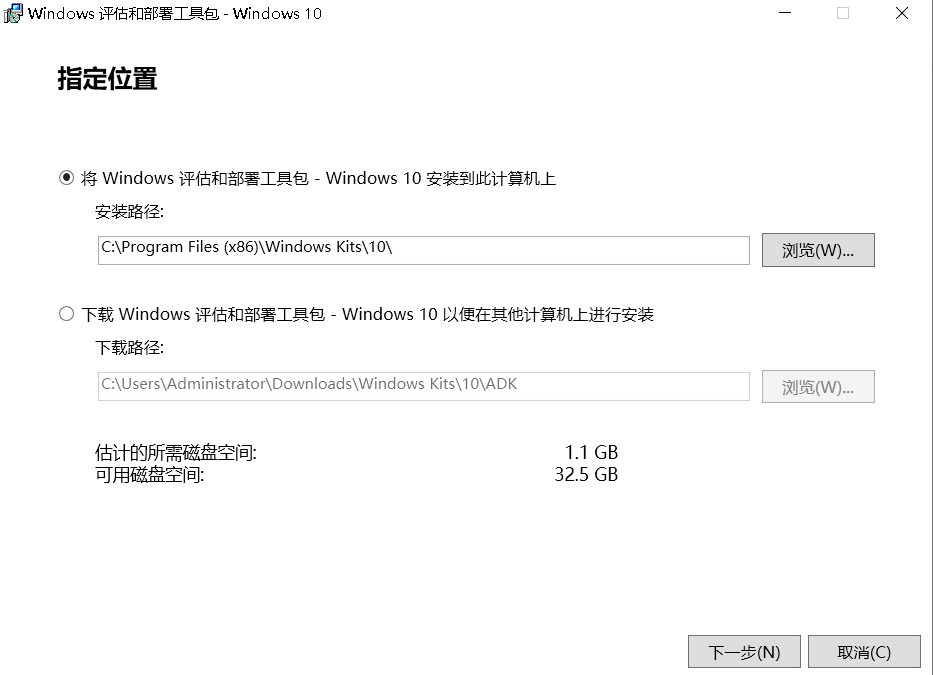 Windows 评估和部署工具包 - Windows 10
指定位置
将 Windows 评估和部署工具包 - Windows 10 安装到此计算机上
安装路径:
C:\Program Files (x86)\Windows Kits\10\
浏览(W)...
下载 Windows 评估和部署工具包 - Windows 10 以便在其他计算机上进行安装
下载路径:
C:\Users\Administrator\Downloads\Windows Kits\10\ADK
浏览(W)...
估计的所需磁盘空间: 1.1 GB
可用磁盘空间: 32.5 GB
下一步(N)
取消(C)